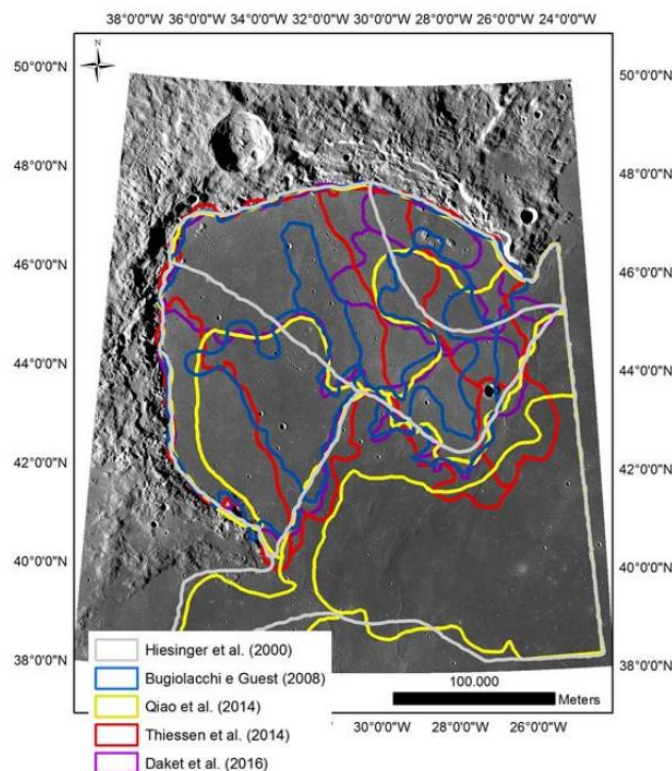 38°0'0"W 36°0'0"W 34°0'0"W 32°0'0"W 30°0'0"W 28°0'0"W 26°0'0"W 24°0'0"W
N
50°0'0"N 50°0'0"N
48°0'0"N 48°0'0"N
46°0'0"N 46°0'0"N
44°0'0"N 44°0'0"N
42°0'0"N 42°0'0"N
40°0'0"N 40°0'0"N
38°0'0"N 38°0'0"N
Hiesinger et al. (2000)
Bugiolacchi e Guest (2008)
Qiao et al. (2014)
Thiessen et al. (2014)
Daket et al. (2016)
100.000
Meters
30°0'0"W 28°0'0"W 26°0'0"W 24°0'0"W